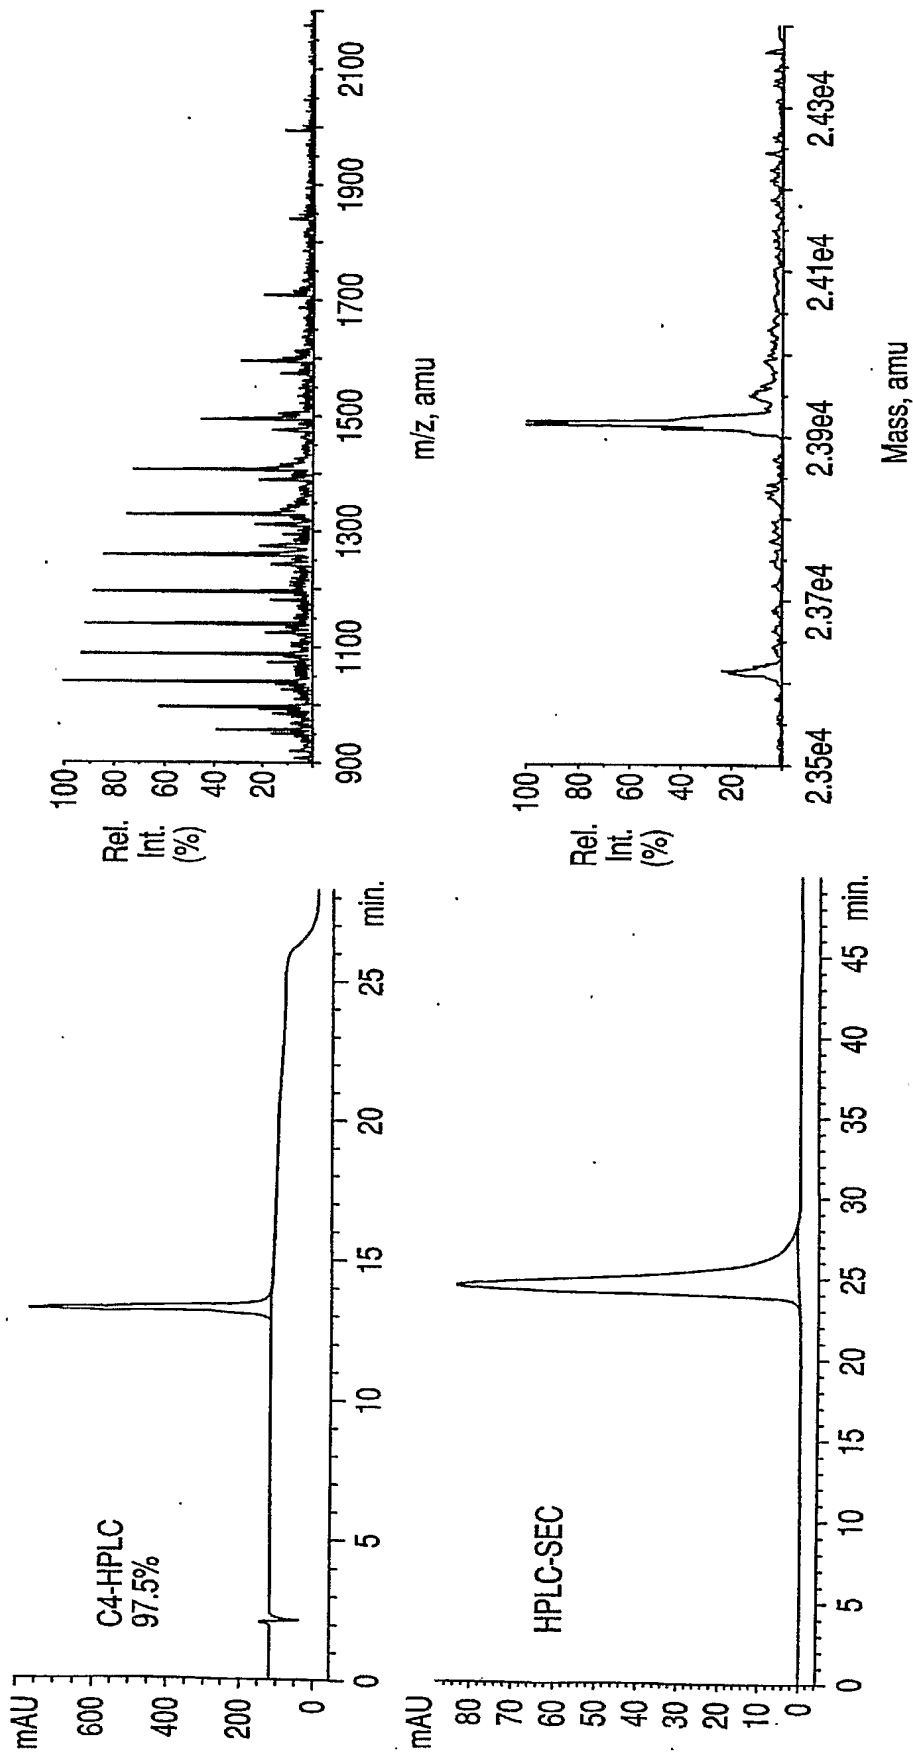 mAU
600
400
200
0
C4-HPLC
97.5%
0 5 10 15 20 25 min.
Rel.
Int.
(%)
100
80
60
40
20
900 1100 1300 1500 1700 1900 2100
m/z, amu
mAU
80
70
60
50
40
30
20
10
0
HPLC-SEC
0 5 10 15 20 25 30 35 40 45 min.
Rel.
Int.
(%)
100
80
60
40
20
2.35e4 2.37e4 2.39e4 2.41e4 2.43e4
Mass, amu